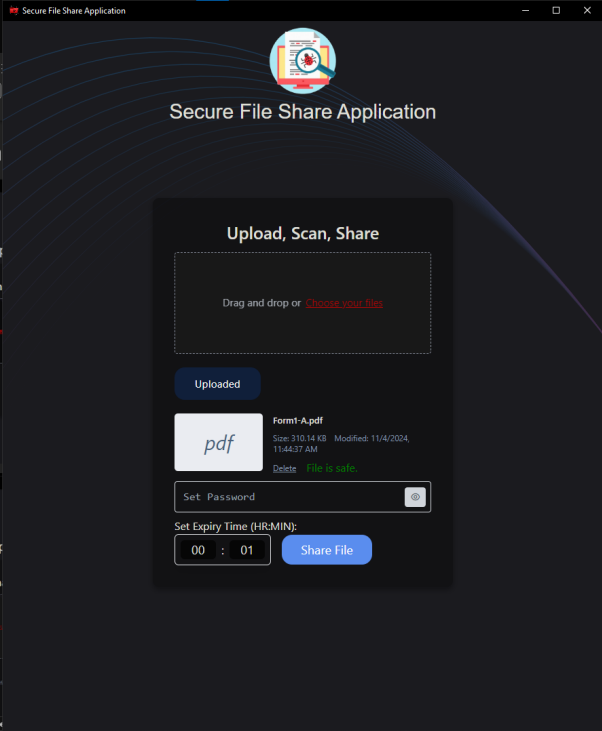 Secure File Share Application
Secure File Share Application
Upload, Scan, Share
Drag and drop or Choose your files
Uploaded
pdf
Form1-A.pdf
Size: 310.14 KB Modified: 11/4/2024,
11:44:37 AM
Delete File is safe.
Set Password
Set Expiry Time (HR:MIN):
00 : 01 Share File